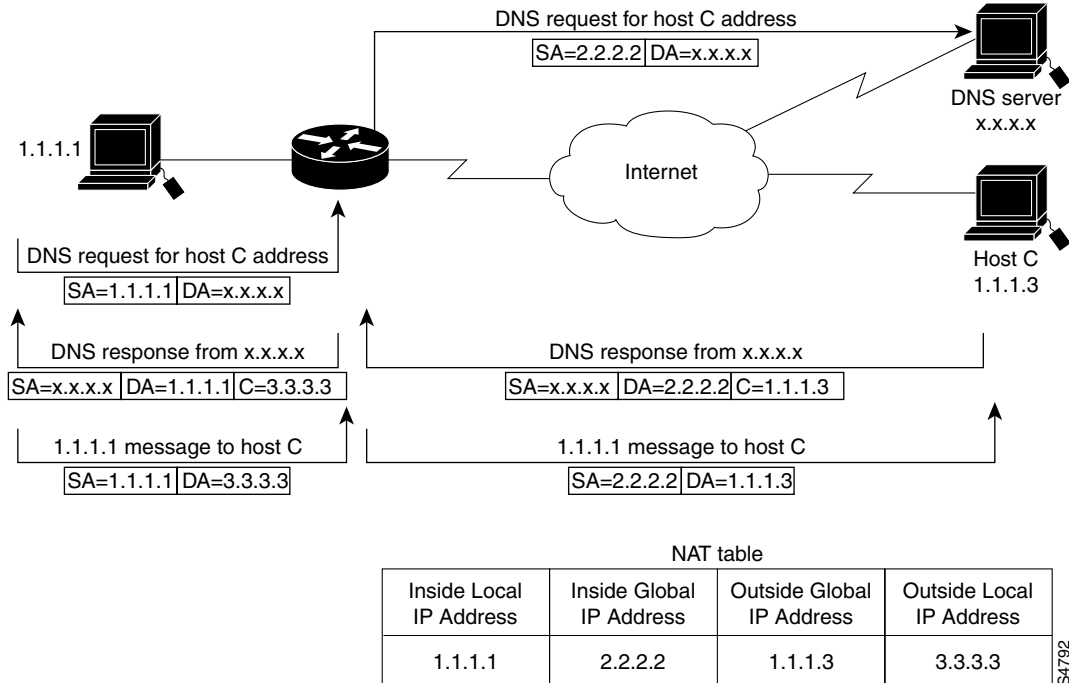 DNS request for host C address
SA=2.2.2.2 DA=x.x.x.x
DNS server
x.x.x.x
1.1.1.1
Internet
Host C
1.1.1.3
DNS request for host C address
SA=1.1.1.1 DA=x.x.x.x
DNS response from x.x.x.x
SA=x.x.x.x DA=1.1.1.1 C=3.3.3.3
DNS response from x.x.x.x
SA=x.x.x.x DA=2.2.2.2 C=1.1.1.3
1.1.1.1 message to host C
SA=1.1.1.1 DA=3.3.3.3
1.1.1.1 message to host C
SA=2.2.2.2 DA=1.1.1.3
NAT table
Inside Local
IP Address
Inside Global
IP Address
Outside Global
IP Address
Outside Local
IP Address
1.1.1.1
2.2.2.2
1.1.1.3
3.3.3.3
S4792